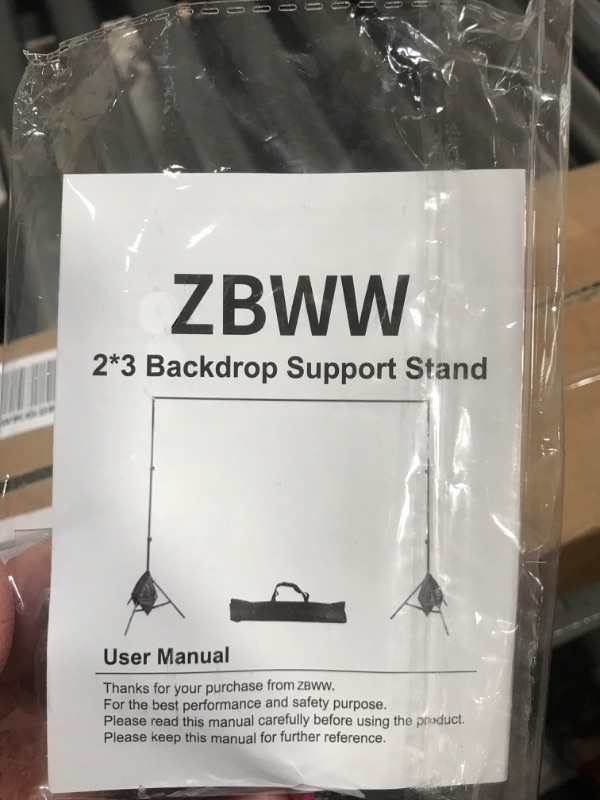 ZBWW
2*3 Backdrop Support Stand
User Manual
Thanks for your purchase from ZBWW.
For the best performance and safety purpose.
Please read this manual carefully before using the product.
Please keep this manual for further reference.